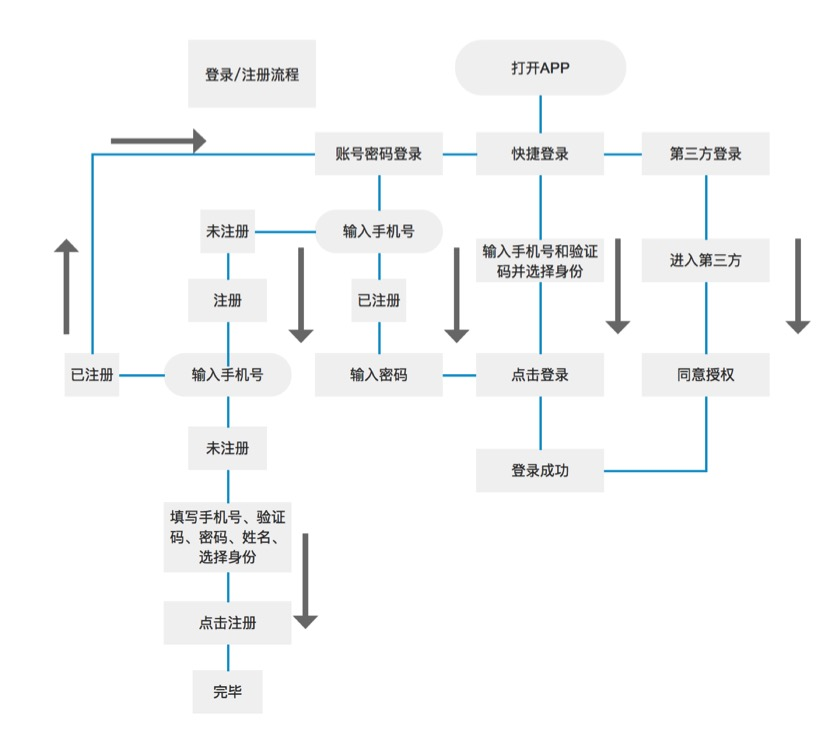 登录/注册流程
打开APP
账号密码登录
快捷登录
第三方登录
未注册
输入手机号
输入手机号和验证
码并选择身份
进入第三方
注册
已注册
已注册
输入手机号
输入密码
点击登录
同意授权
未注册
登录成功
填写手机号、验证
码、密码、姓名、
选择身份
点击注册
完毕